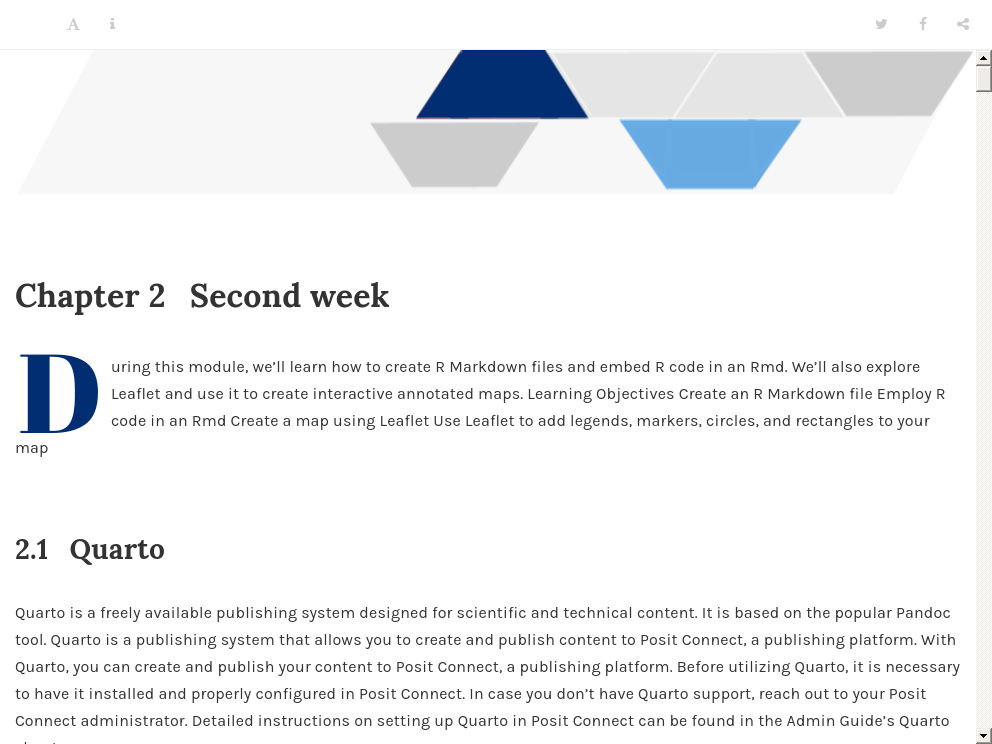 A i
Chapter 2 Second week
During this module, we’ll learn how to create R Markdown files and embed R code in an Rmd. We’ll also explore
Leaflet and use it to create interactive annotated maps. Learning Objectives Create an R Markdown file Employ R
code in an Rmd Create a map using Leaflet Use Leaflet to add legends, markers, circles, and rectangles to your
map
2.1 Quarto
Quarto is a freely available publishing system designed for scientific and technical content. It is based on the popular Pandoc
tool. Quarto is a publishing system that allows you to create and publish content to Posit Connect, a publishing platform. With
Quarto, you can create and publish your content to Posit Connect, a publishing platform. Before utilizing Quarto, it is necessary
to have it installed and properly configured in Posit Connect. In case you don’t have Quarto support, reach out to your Posit
Connect administrator. Detailed instructions on setting up Quarto in Posit Connect can be found in the Admin Guide’s Quarto